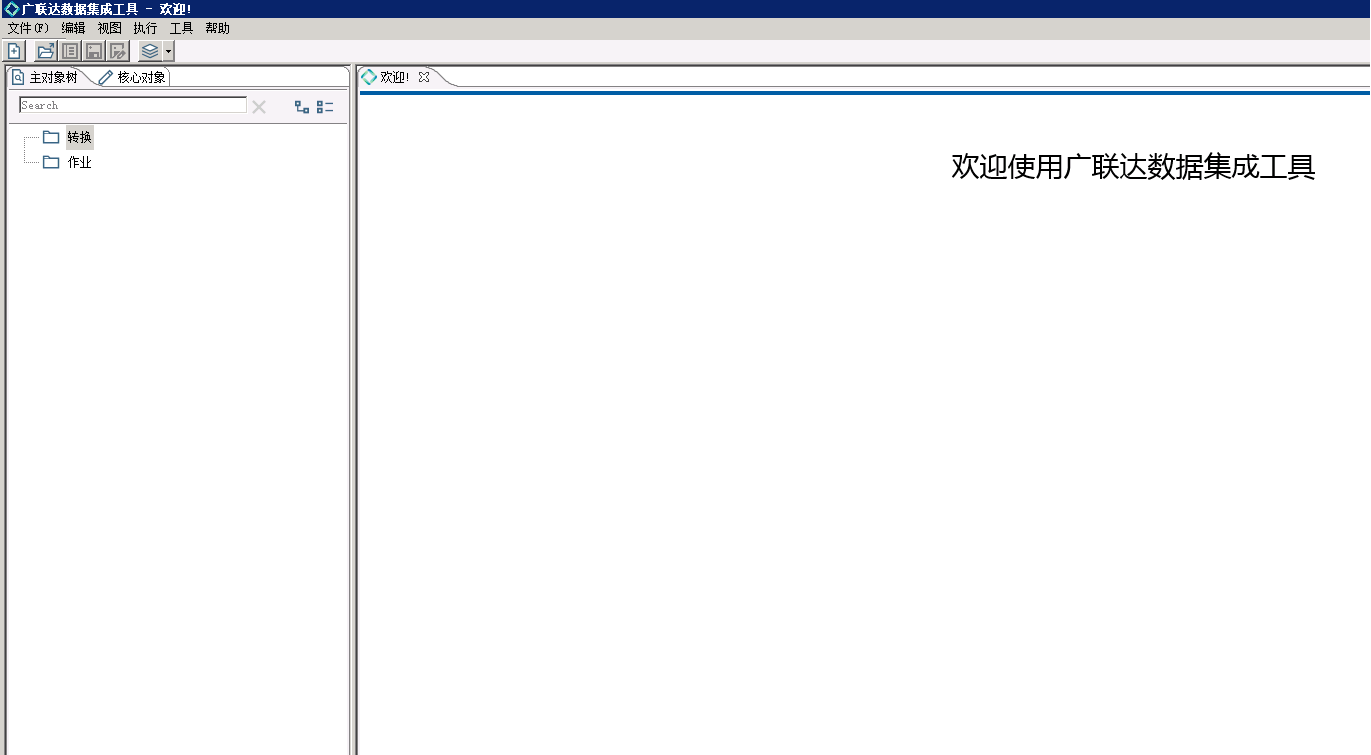 广联达数据集成工具 - 欢迎!
文件(F) 编辑 视图 执行 工具 帮助
主对象树 核心对象
Search
转换
作业
欢迎!
欢迎使用广联达数据集成工具